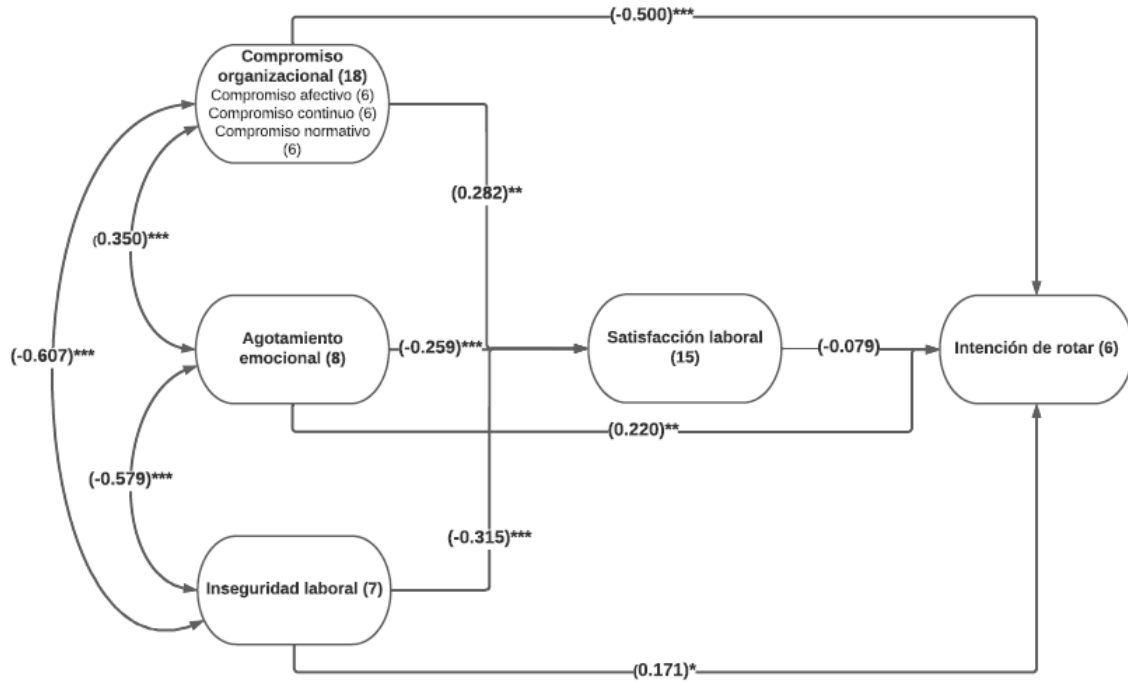 (-0.500)***
Compromiso
organizacional (18)
Compromiso afectivo (6)
Compromiso continuo (6)
Compromiso normativo
(6)
(0.282)**
(0.350)***
Agotamiento
emocional (8)
(-0.259)***
Satisfacción laboral
(15)
(-0.079)
Intención de rotar (6)
(-0.607)***
(0.220)**
(-0.579)***
(-0.315)***
Inseguridad laboral (7)
(0.171)*